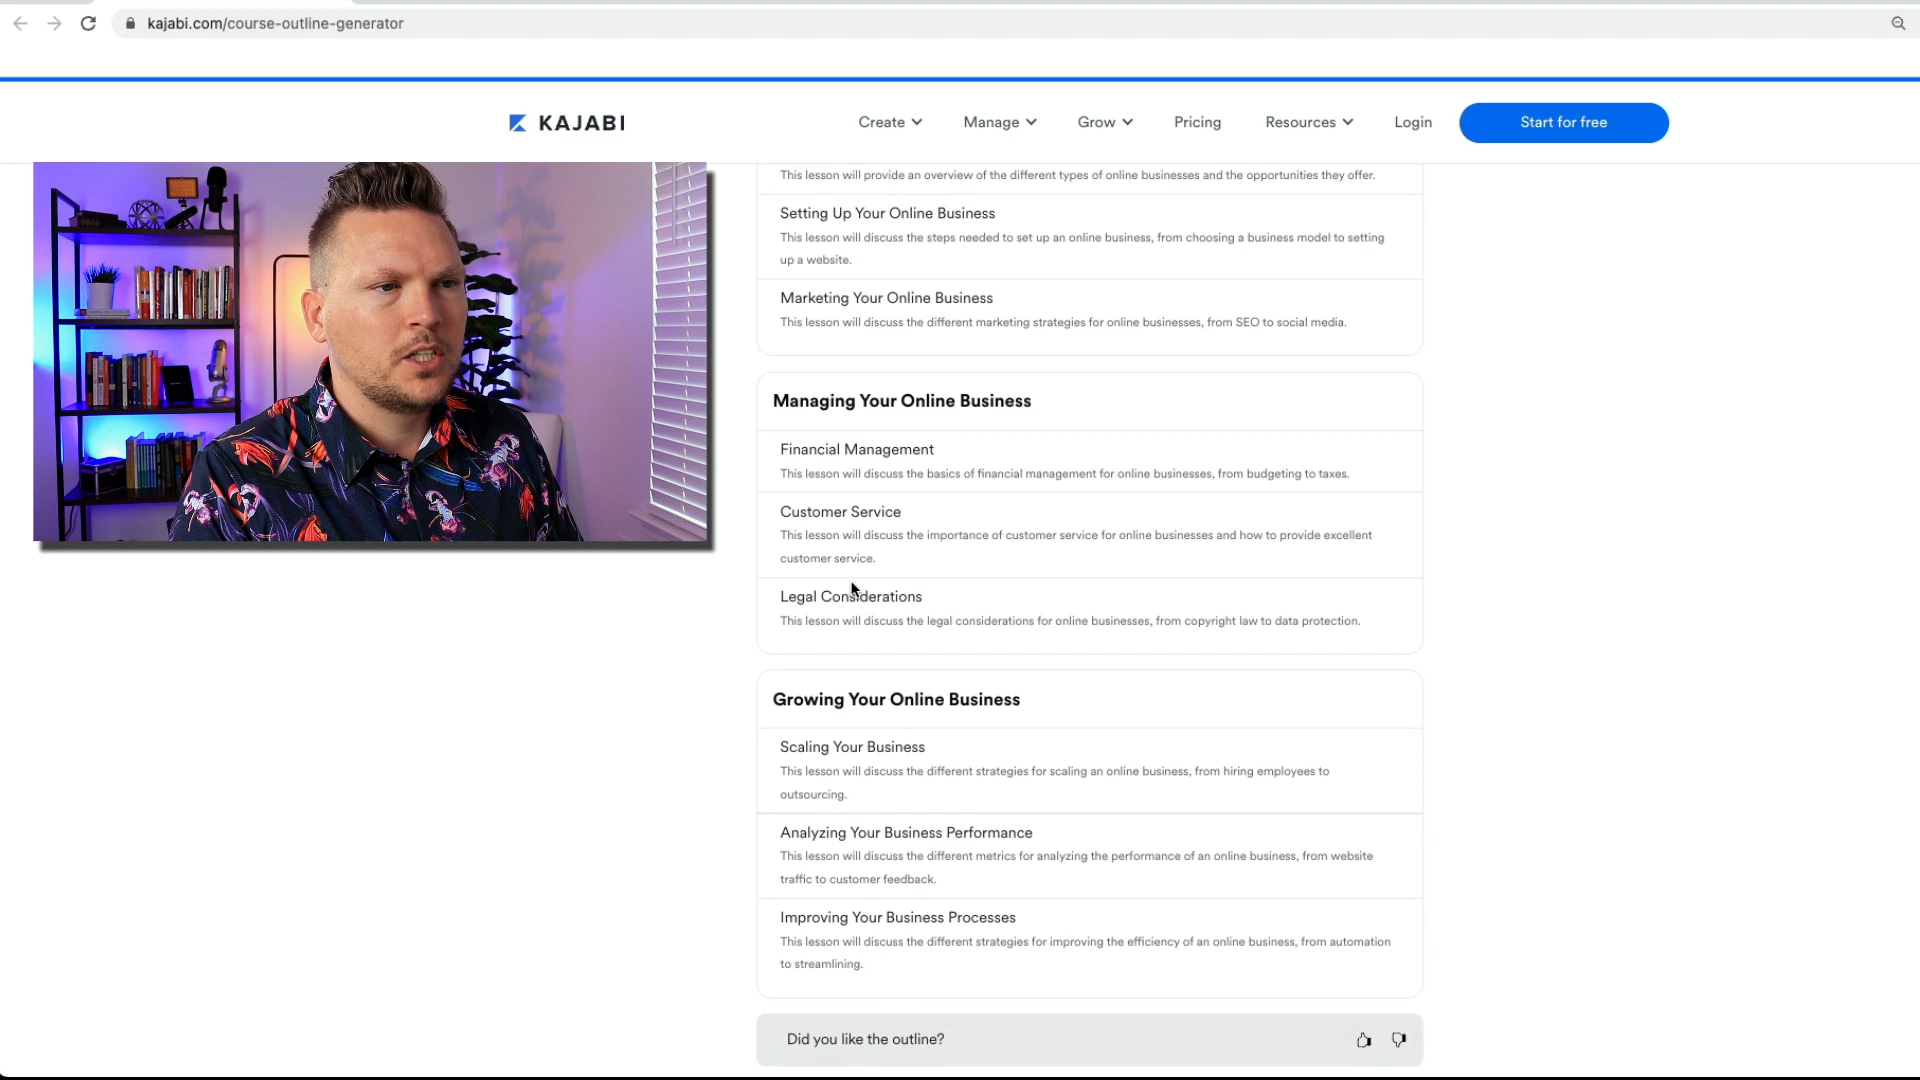 kajabi.com/course-outline-generator
KAJABI
Create
Manage
Grow
Pricing
Resources
Login
Start for free
This lesson will provide an overview of the different types of online businesses and the opportunities they offer.
Setting Up Your Online Business
This lesson will discuss the steps needed to set up an online business, from choosing a business model to setting
up a website.
Marketing Your Online Business
This lesson will discuss the different marketing strategies for online businesses, from SEO to social media.
Managing Your Online Business
Financial Management
This lesson will discuss the basics of financial management for online businesses, from budgeting to taxes.
Customer Service
This lesson will discuss the importance of customer service for online businesses and how to provide excellent
customer service.
Legal Considerations
This lesson will discuss the legal considerations for online businesses, from copyright law to data protection.
Growing Your Online Business
Scaling Your Business
This lesson will discuss the different strategies for scaling an online business, from hiring employees to
outsourcing.
Analyzing Your Business Performance
This lesson will discuss the different metrics for analyzing the performance of an online business, from website
traffic to customer feedback.
Improving Your Business Processes
This lesson will discuss the different strategies for improving the efficiency of an online business, from automation
to streamlining.
Did you like the outline?